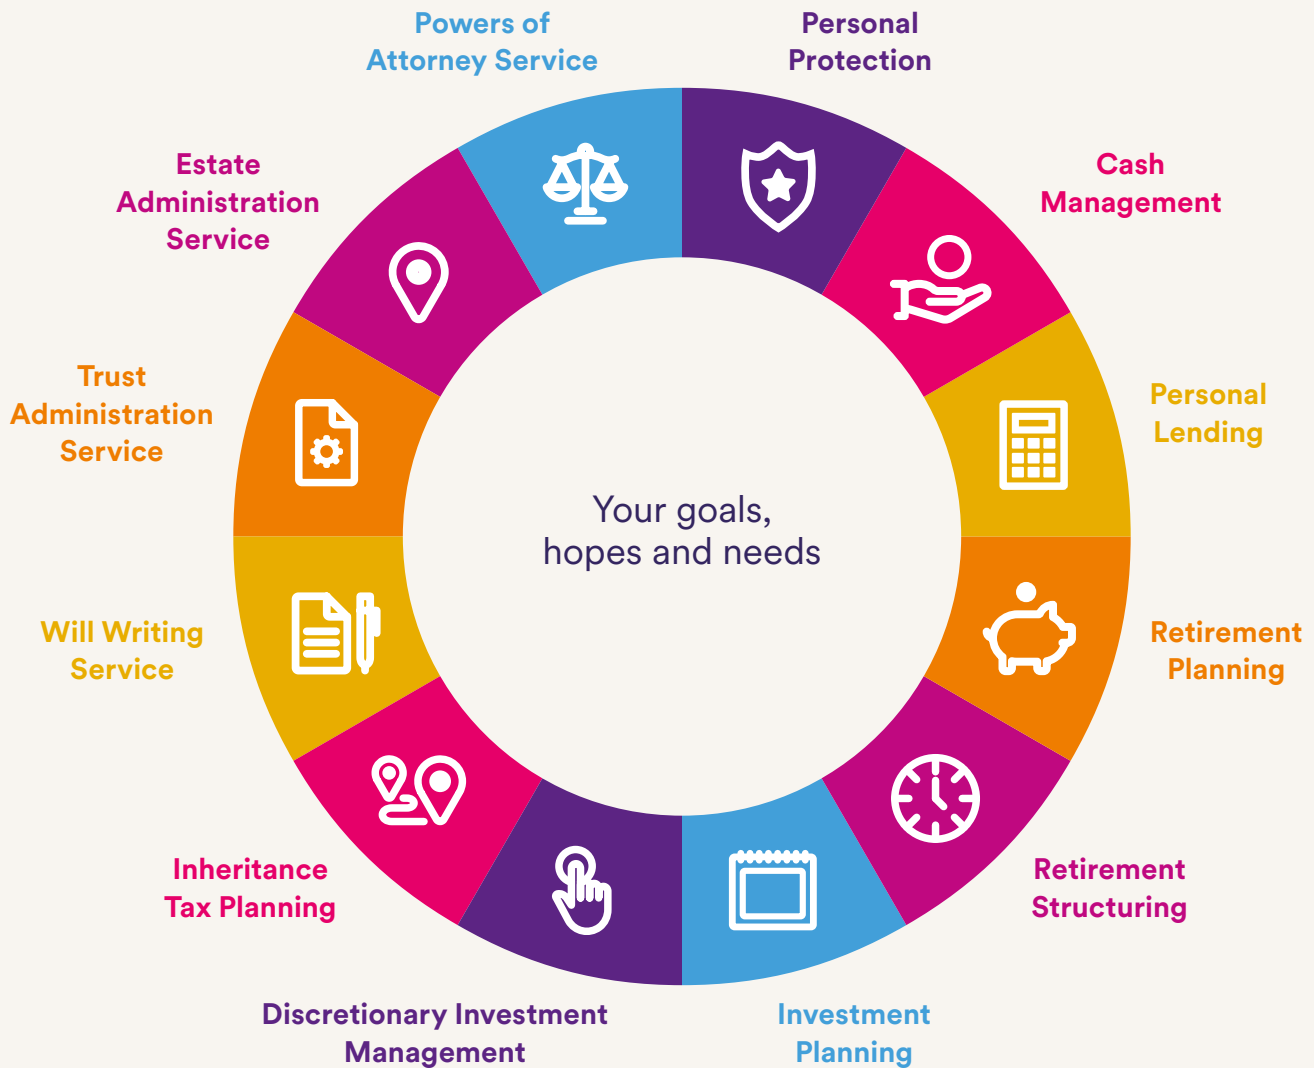 Powers of
Attorney Service
Personal
Protection
Cash
Management
Personal
Lending
Retirement
Planning
Retirement
Structuring
Investment
Planning
Discretionary Investment
Management
Inheritance
Tax Planning
Will Writing
Service
Trust
Administration
Service
Estate
Administration
Service
Your goals,
hopes and needs